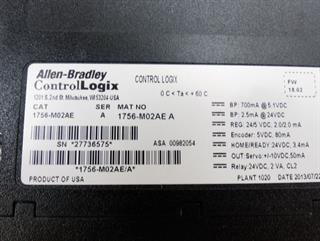 Allen-Bradley
ControlLogix
1201 S. 2nd St. Milwaukee, WI 53204-USA
CONTROL LOGIX
0 C < Ta < + 60 C
FW
18.02
CAT SER MAT NO
1756-M02AE A 1756-M02AE A
SN *27736575* ASA 00982054
*1756-M02AE/A*
PRODUCT OF USA
BP: 700mA @ 5.1VDC
BP: 2.5mA @ 24VDC
REG: 24/5 VDC, 2.0/2.0 mA
Encoder: 5VDC, 80mA
HOME/READY: 24VDC, 3.4mA
OUT: Servo: +/-10VDC, 50mA
Relay: 24VDC, 2 VA, CL2
PLANT 1020 DATE 2013/07/22